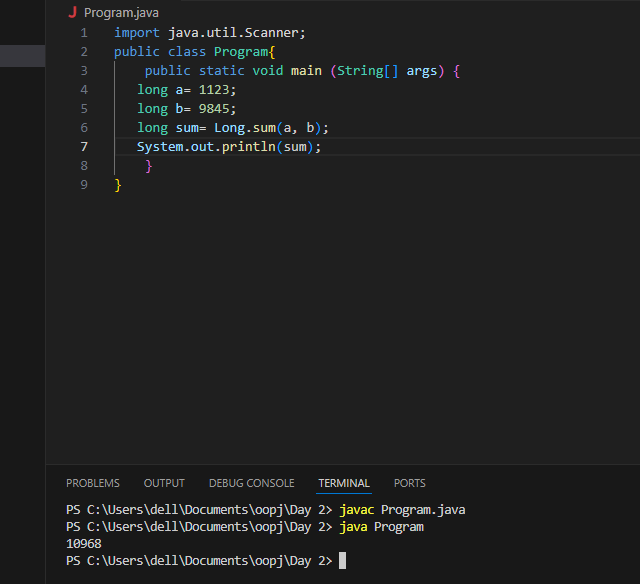 J Program.java
1 import java.util.Scanner;
2 public class Program{
3 public static void main (String[] args) {
4 long a= 1123;
5 long b= 9845;
6 long sum= Long.sum(a, b);
7 System.out.println(sum);
8 }
9 }
PROBLEMS OUTPUT DEBUG CONSOLE TERMINAL PORTS
PS C:\Users\dell\Documents\oopj\Day 2> javac Program.java
PS C:\Users\dell\Documents\oopj\Day 2> java Program
10968
PS C:\Users\dell\Documents\oopj\Day 2>